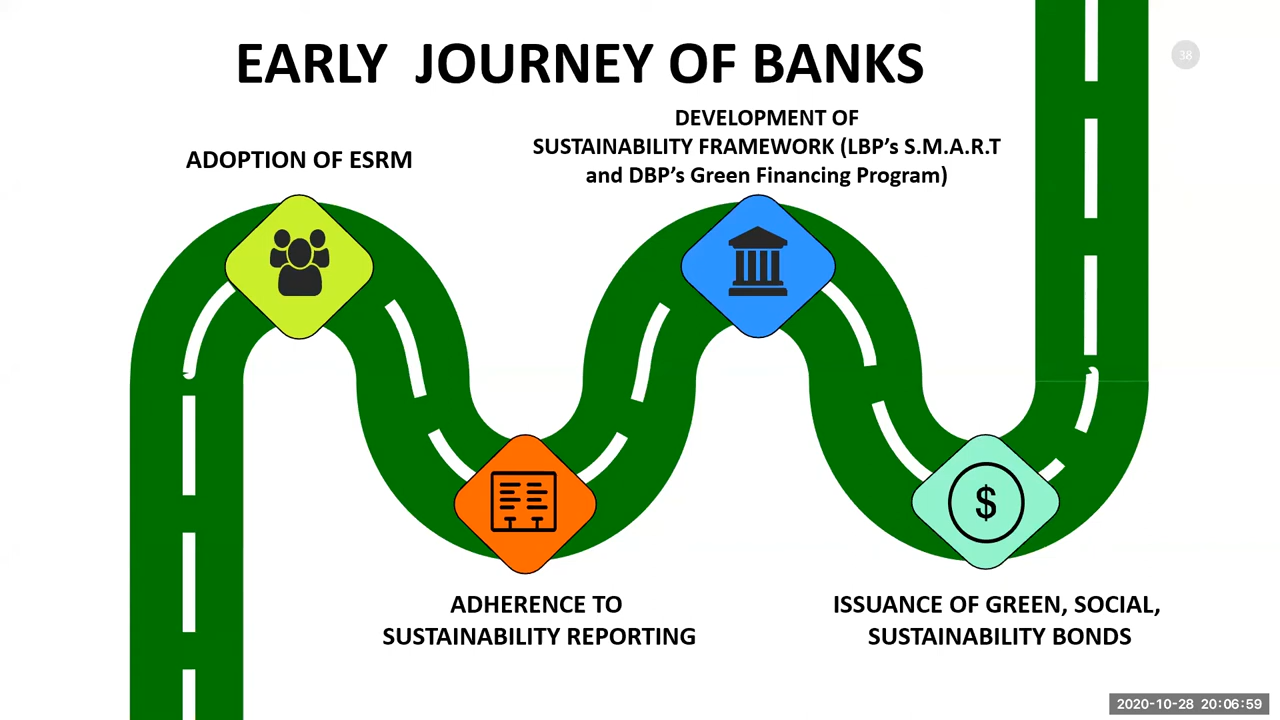 EARLY JOURNEY OF BANKS
38
DEVELOPMENT OF
SUSTAINABILITY FRAMEWORK (LBP's S.M.A.R.T
and DBP's Green Financing Program)
ADOPTION OF ESRM
$
ADHERENCE TO
SUSTAINABILITY REPORTING
ISSUANCE OF GREEN, SOCIAL,
SUSTAINABILITY BONDS
2020-10-28 20:06:59